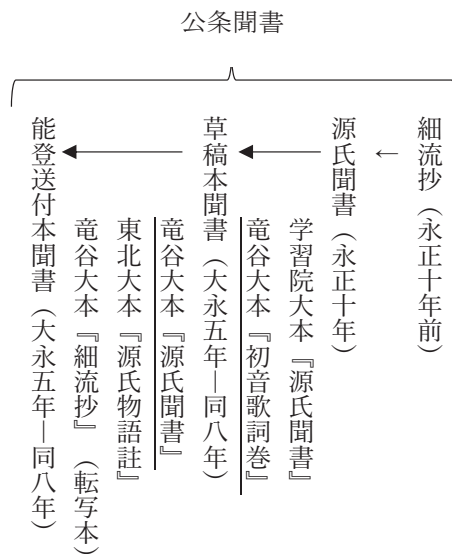 公条聞書
細流抄（永正十年前）
↓
源氏聞書（永正十年）
学習院大本『源氏聞書』
竜谷大本『初音歌詞巻』
草稿本聞書（大永五年―同八年）
竜谷大本『源氏聞書』
東北大本『源氏物語註』
竜谷大本『細流抄』（転写本）
能登送付本聞書（大永五年―同八年）